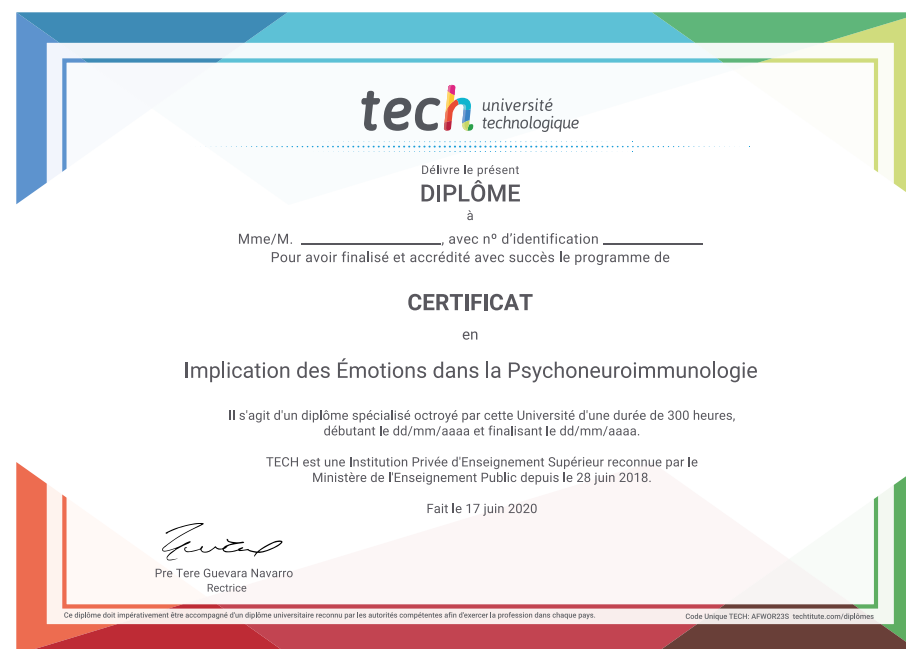 tech université
technologique
Délivre le présent
DIPLÔME
à
Mme/M. ____________________, avec nº d'identification ______________
Pour avoir finalisé et accrédité avec succès le programme de
CERTIFICAT
en
Implication des Émotions dans la Psychoneuroimmunologie
Il s'agit d'un diplôme spécialisé octroyé par cette Université d'une durée de 300 heures,
débutant le dd/mm/aaaa et finalisant le dd/mm/aaaa.
TECH est une Institution Privée d'Enseignement Supérieur reconnue par le
Ministère de l'Enseignement Public depuis le 28 juin 2018.
Fait le 17 juin 2020
Pre Tere Guevara Navarro
Rectrice
Ce diplôme doit impérativement être accompagné d'un diplôme universitaire reconnu par les autorités compétentes afin d'exercer la profession dans chaque pays.
Code Unique TECH: AFWOR23S techtitute.com/diplômes